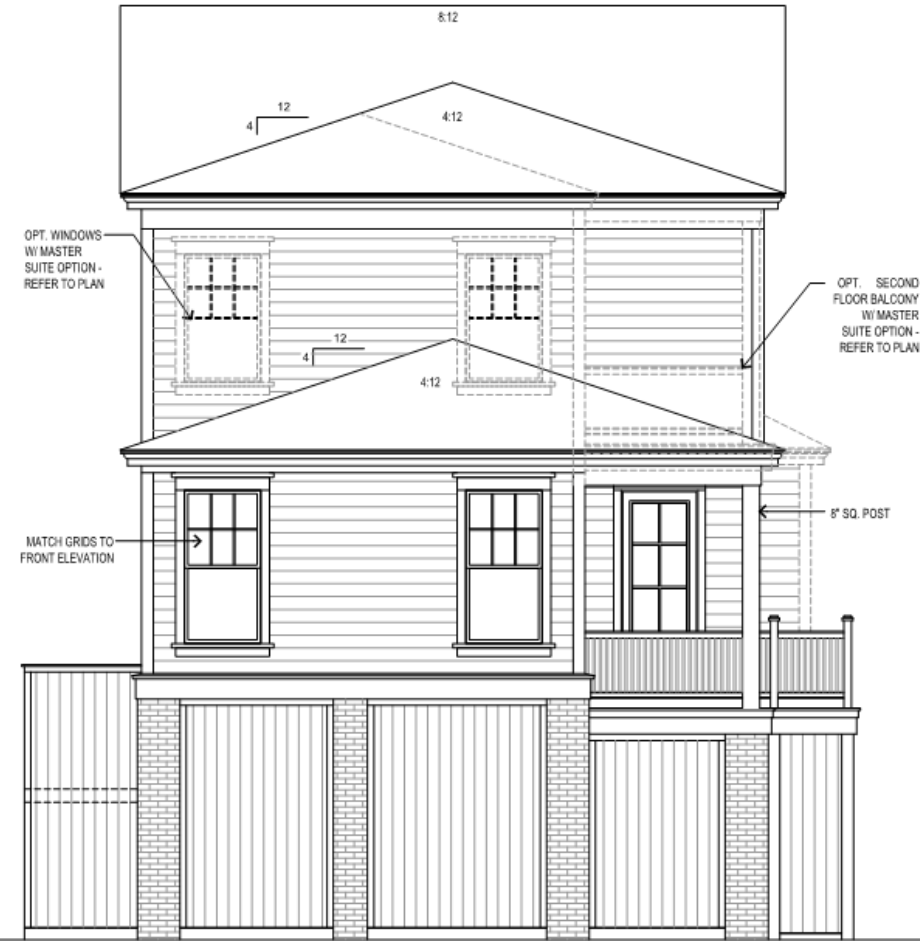 8:12
12
4
4:12
OPT. WINDOWS
W/ MASTER
SUITE OPTION -
REFER TO PLAN
OPT. SECOND
FLOOR BALCONY
W/ MASTER
SUITE OPTION -
REFER TO PLAN
12
4
4:12
8" SQ. POST
MATCH GRIDS TO
FRONT ELEVATION